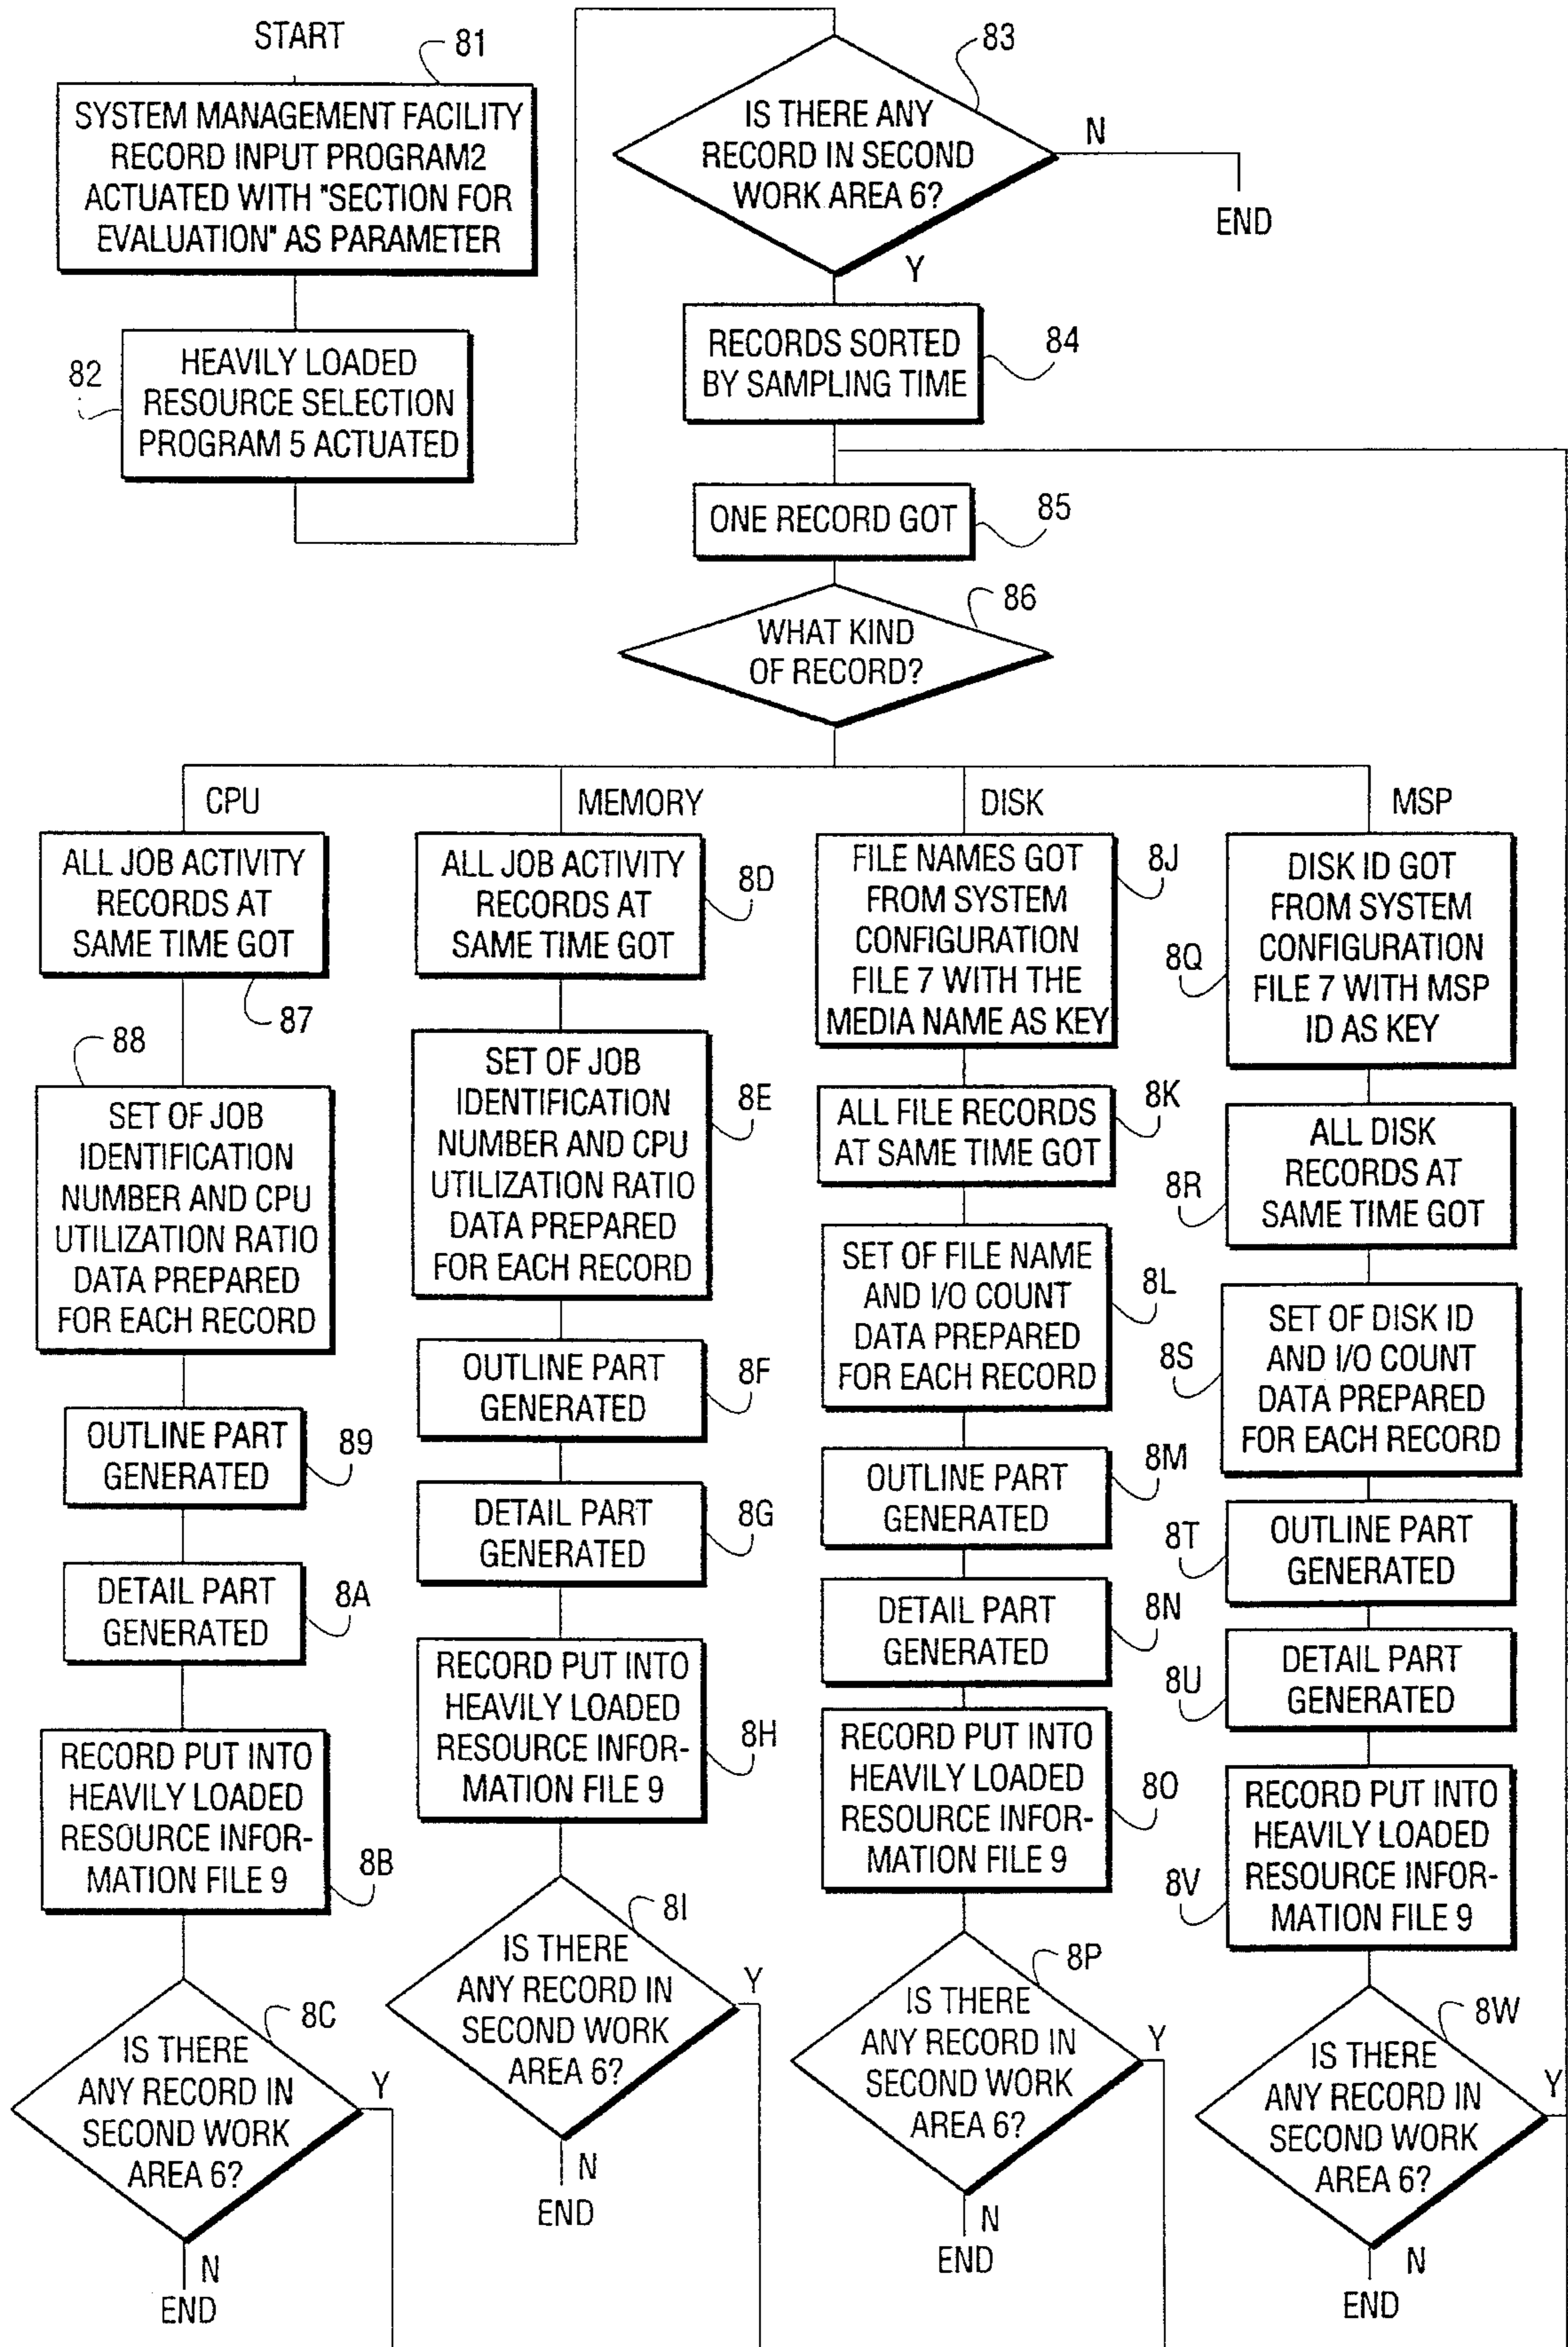 START
81
SYSTEM MANAGEMENT FACILITY
RECORD INPUT PROGRAM2
ACTUATED WITH "SECTION FOR
EVALUATION" AS PARAMETER
82
HEAVILY LOADED
RESOURCE SELECTION
PROGRAM 5 ACTUATED
83
IS THERE ANY
RECORD IN SECOND
WORK AREA 6?
N
END
Y
RECORDS SORTED
BY SAMPLING TIME
84
ONE RECORD GOT
85
86
WHAT KIND
OF RECORD?
CPU
ALL JOB ACTIVITY
RECORDS AT
SAME TIME GOT
87
88
SET OF JOB
IDENTIFICATION
NUMBER AND CPU
UTILIZATION RATIO
DATA PREPARED
FOR EACH RECORD
OUTLINE PART
GENERATED
89
DETAIL PART
GENERATED
8A
RECORD PUT INTO
HEAVILY LOADED
RESOURCE INFOR-
MATION FILE 9
8B
8C
IS THERE
ANY RECORD IN
SECOND WORK
AREA 6?
Y
N
END
MEMORY
ALL JOB ACTIVITY
RECORDS AT
SAME TIME GOT
8D
SET OF JOB
IDENTIFICATION
NUMBER AND CPU
UTILIZATION RATIO
DATA PREPARED
FOR EACH RECORD
8E
OUTLINE PART
GENERATED
8F
DETAIL PART
GENERATED
8G
RECORD PUT INTO
HEAVILY LOADED
RESOURCE INFOR-
MATION FILE 9
8H
8I
IS THERE
ANY RECORD IN
SECOND WORK
AREA 6?
Y
N
END
DISK
FILE NAMES GOT
FROM SYSTEM
CONFIGURATION
FILE 7 WITH THE
MEDIA NAME AS KEY
8J
ALL FILE RECORDS
AT SAME TIME GOT
8K
SET OF FILE NAME
AND I/O COUNT
DATA PREPARED
FOR EACH RECORD
8L
OUTLINE PART
GENERATED
8M
DETAIL PART
GENERATED
8N
RECORD PUT INTO
HEAVILY LOADED
RESOURCE INFOR-
MATION FILE 9
8O
8P
IS THERE
ANY RECORD IN
SECOND WORK
AREA 6?
Y
N
END
MSP
DISK ID GOT
FROM SYSTEM
CONFIGURATION
FILE 7 WITH MSP
ID AS KEY
8Q
ALL DISK
RECORDS AT
SAME TIME GOT
8R
SET OF DISK ID
AND I/O COUNT
DATA PREPARED
FOR EACH RECORD
8S
OUTLINE PART
GENERATED
8T
DETAIL PART
GENERATED
8U
RECORD PUT INTO
HEAVILY LOADED
RESOURCE INFOR-
MATION FILE 9
8V
8W
IS THERE
ANY RECORD IN
SECOND WORK
AREA 6?
Y
N
END